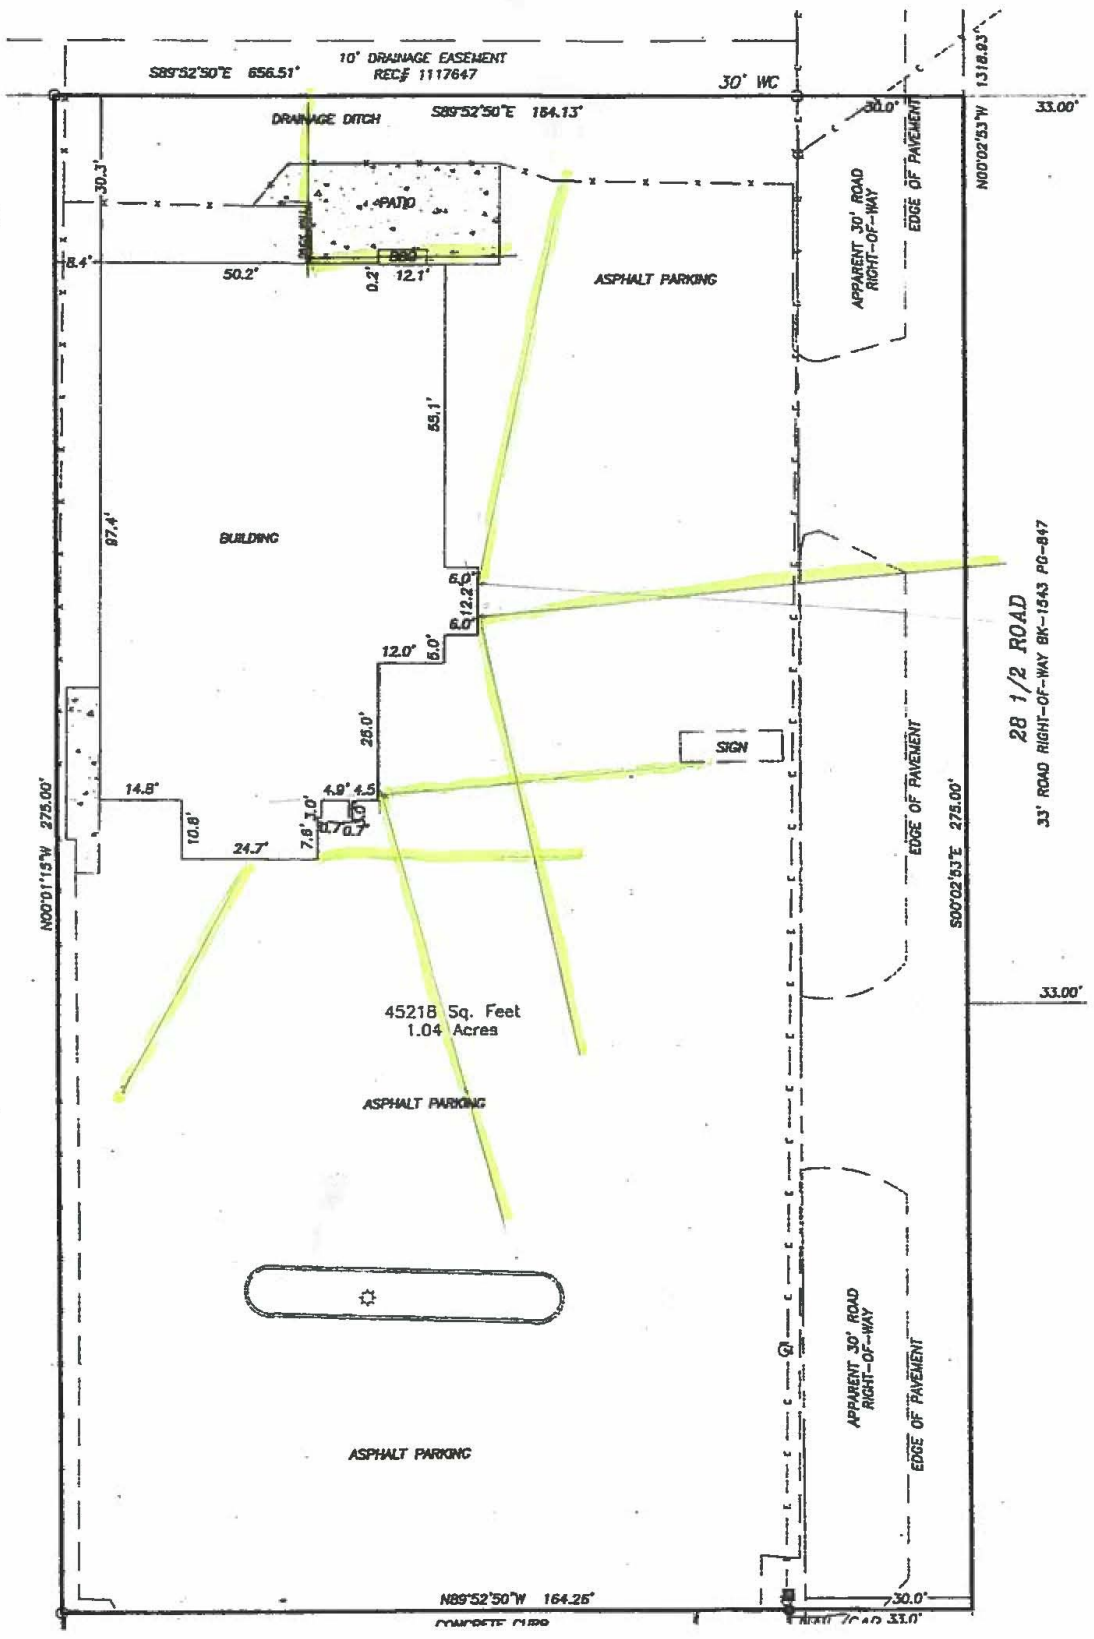 10' DRAINAGE EASEMENT
REC# 1117647
S89°52'50"E 656.51'
30' WC
S89°52'50"E 164.13'
30.0'
33.00'
DRAINAGE DITCH
N00°02'53"W 1318.93'
30.3'
PATIO
APPARENT 30' ROAD
RIGHT-OF-WAY
EDGE OF PAVEMENT
8.4'
50.2'
BBQ
0.2'
12.1'
ASPHALT PARKING
55.1'
97.4'
BUILDING
6.0'
12.2'
6.0'
5.0'
12.0'
25.0'
28 1/2 ROAD
33' ROAD RIGHT-OF-WAY BK-1543 PG-847
SIGN
EDGE OF PAVEMENT
14.8'
10.8'
24.7'
4.9'
4.5'
3.0'
7.8'
0.7'
0.7'
N00°01'15"W 275.00'
S00°02'53"E 275.00'
33.00'
45218 Sq. Feet
1.04 Acres
ASPHALT PARKING
APPARENT 30' ROAD
RIGHT-OF-WAY
EDGE OF PAVEMENT
ASPHALT PARKING
N89°52'50"W 164.26'
30.0'
CONCRETE CURB
33.0'